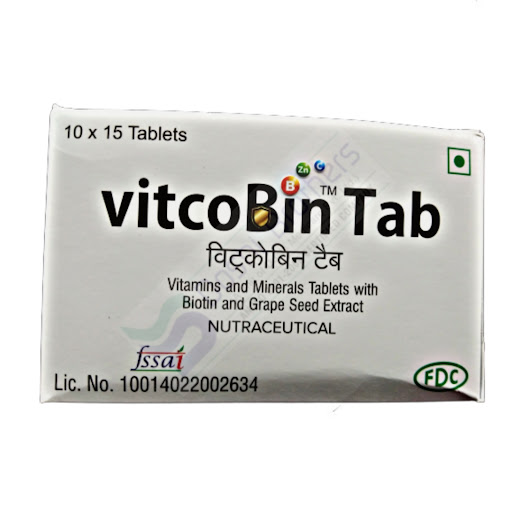 10 x 15 Tablets
Zn C
B
vitcoBin™ Tab
विट्कोबिन टैब
Vitamins and Minerals Tablets with
Biotin and Grape Seed Extract
NUTRACEUTICAL
fssai
Lic. No. 10014022002634
FDC